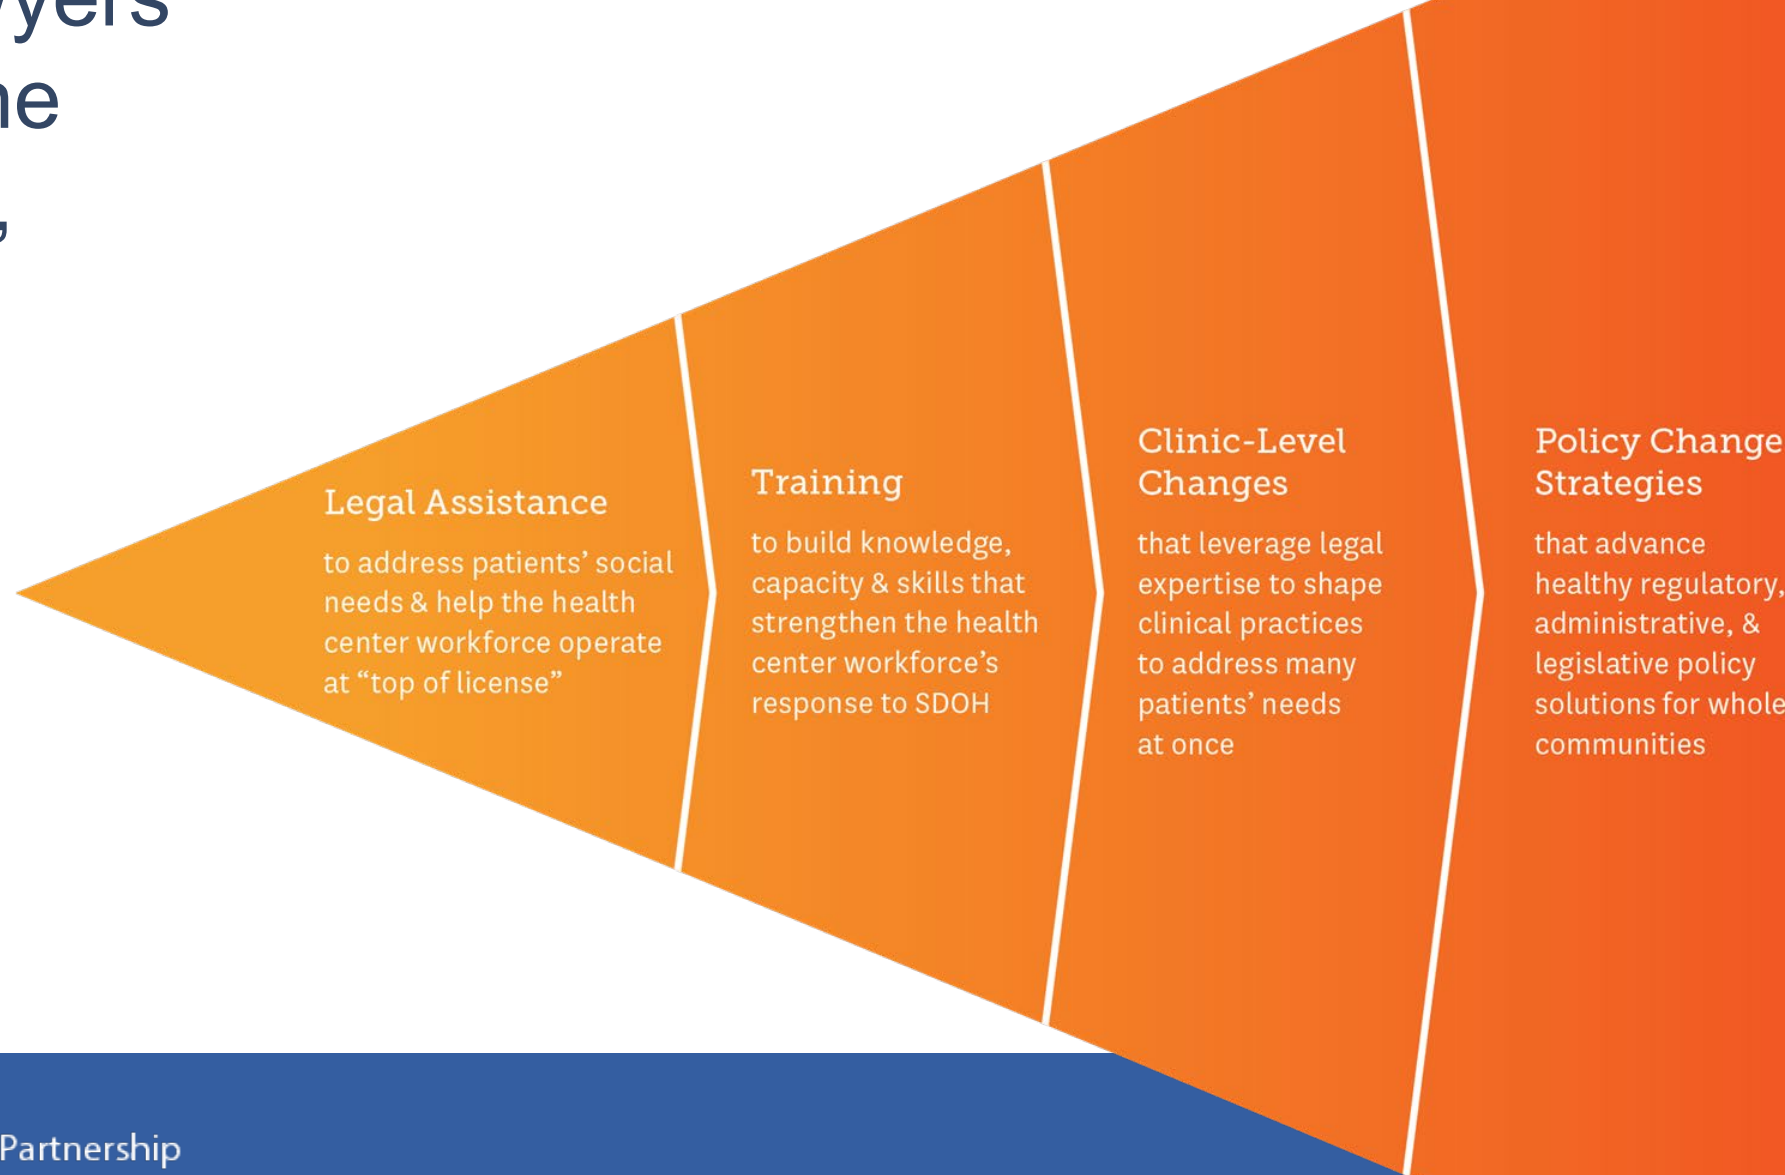 Legal Assistance
to address patients’ social
needs & help the health
center workforce operate
at “top of license”
Training
to build knowledge,
capacity & skills that
strengthen the health
center workforce’s
response to SDOH
Clinic-Level
Changes
that leverage legal
expertise to shape
clinical practices
to address many
patients’ needs
at once
Policy Change
Strategies
that advance
healthy regulatory,
administrative, &
legislative policy
solutions for whole
communities
Partnership